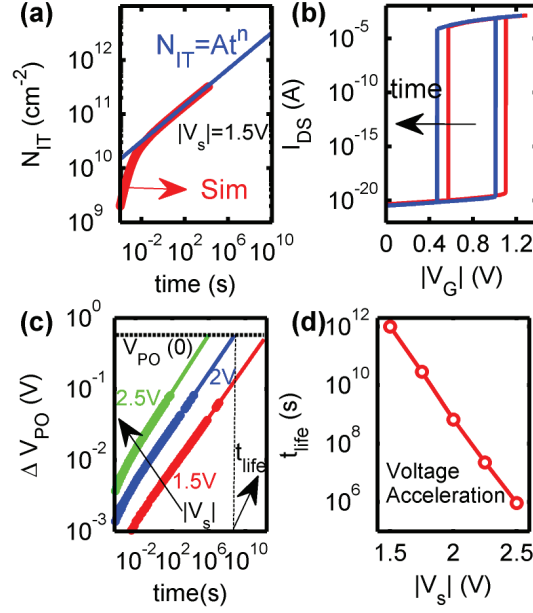 (a)
10^12
10^11
10^10
10^9
N_IT (cm^-2)
N_IT=At^n
|V_s|=1.5V
Sim
10^-2 10^2 10^6 10^10
time (s)
(b)
10^-5
10^-10
10^-15
10^-20
I_DS (A)
time
0 0.4 0.8 1.2
|V_G| (V)
(c)
10^0
10^-1
10^-2
10^-3
Δ V_PO (V)
V_PO (0)
2.5V
2V
1.5V
|V_s|
t_life
10^-2 10^2 10^6 10^10
time(s)
(d)
10^12
10^10
10^8
10^6
t_life (s)
Voltage
Acceleration
1.5 2 2.5
|V_s| (V)